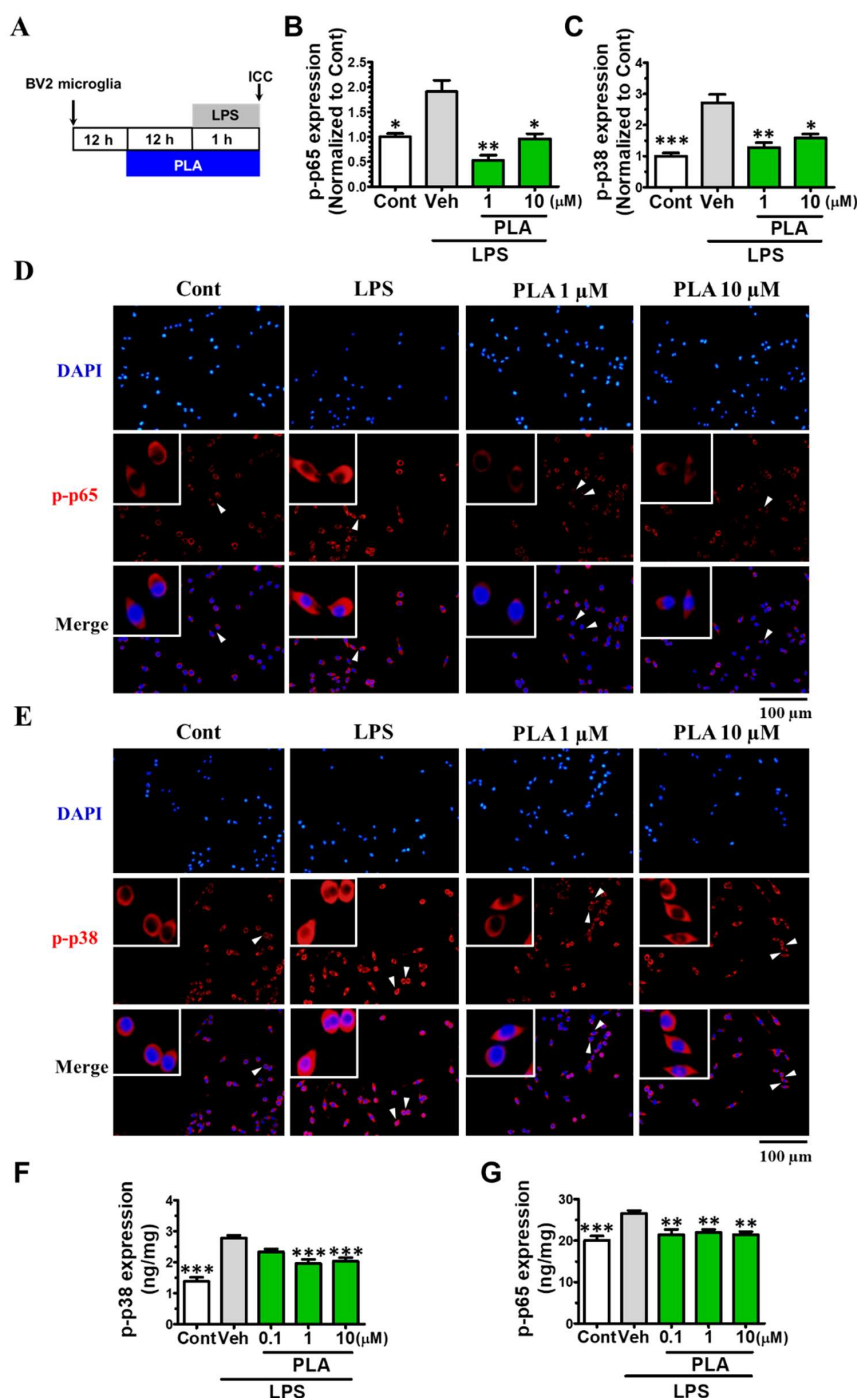 A
BV2 microglia
ICC
LPS
12 h 12 h 1 h
PLA
B
p-p65 expression
(Normalized to Cont)
2.5
2.0
1.5
1.0
0.5
0.0
*
**
*
Cont Veh 1 10 (μM)
PLA
LPS
C
p-p38 expression
(Normalized to Cont)
4
3
2
1
0
***
**
*
Cont Veh 1 10 (μM)
PLA
LPS
D
Cont LPS PLA 1 μM PLA 10 μM
DAPI
p-p65
Merge
100 μm
E
Cont LPS PLA 1 μM PLA 10 μM
DAPI
p-p38
Merge
100 μm
F
p-p38 expression
(ng/mg)
4
3
2
1
0
***
*** ***
Cont Veh 0.1 1 10 (μM)
PLA
LPS
G
p-p65 expression
(ng/mg)
30
20
10
0
***
** ** **
Cont Veh 0.1 1 10 (μM)
PLA
LPS